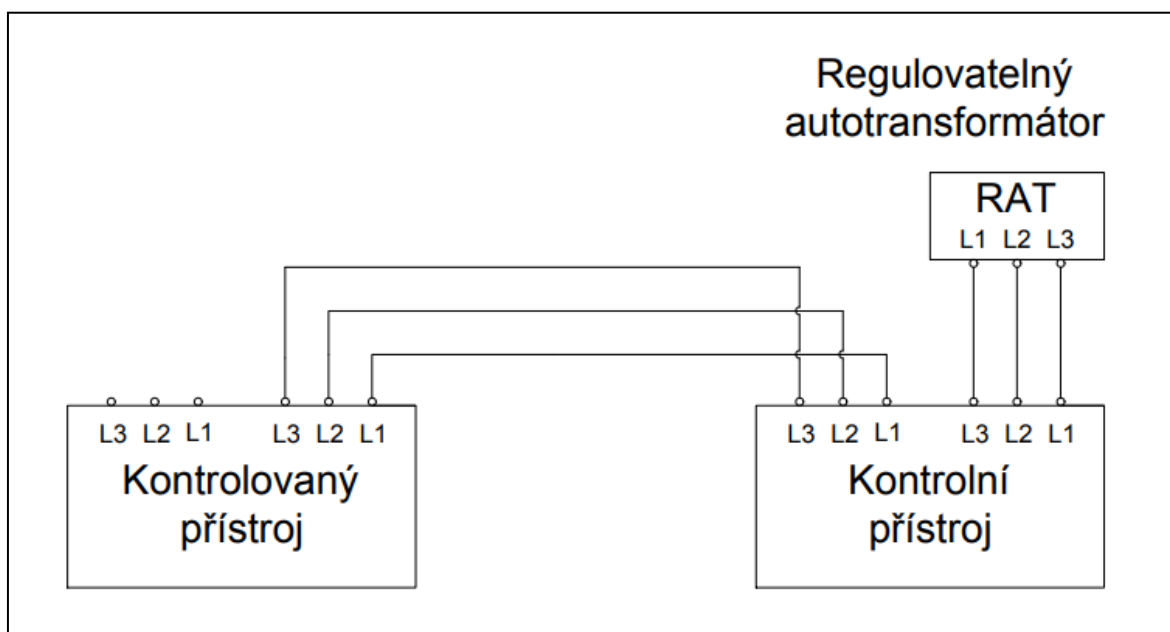 Regulovatelný
autotransformátor
RAT
L1 L2 L3
L3 L2 L1 L3 L2 L1
Kontrolovaný
přístroj
L3 L2 L1 L3 L2 L1
Kontrolní
přístroj